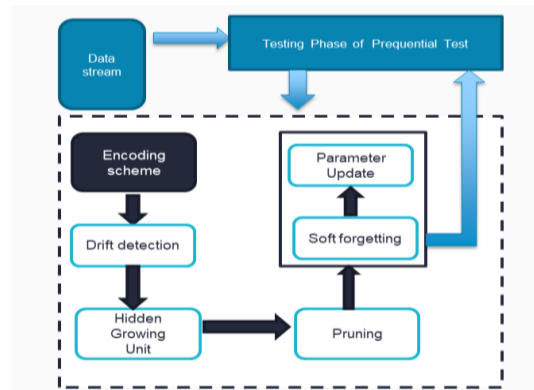 Data
stream
Testing Phase of Prequential Test
Encoding
scheme
Drift detection
Hidden
Growing
Unit
Pruning
Soft forgetting
Parameter
Update